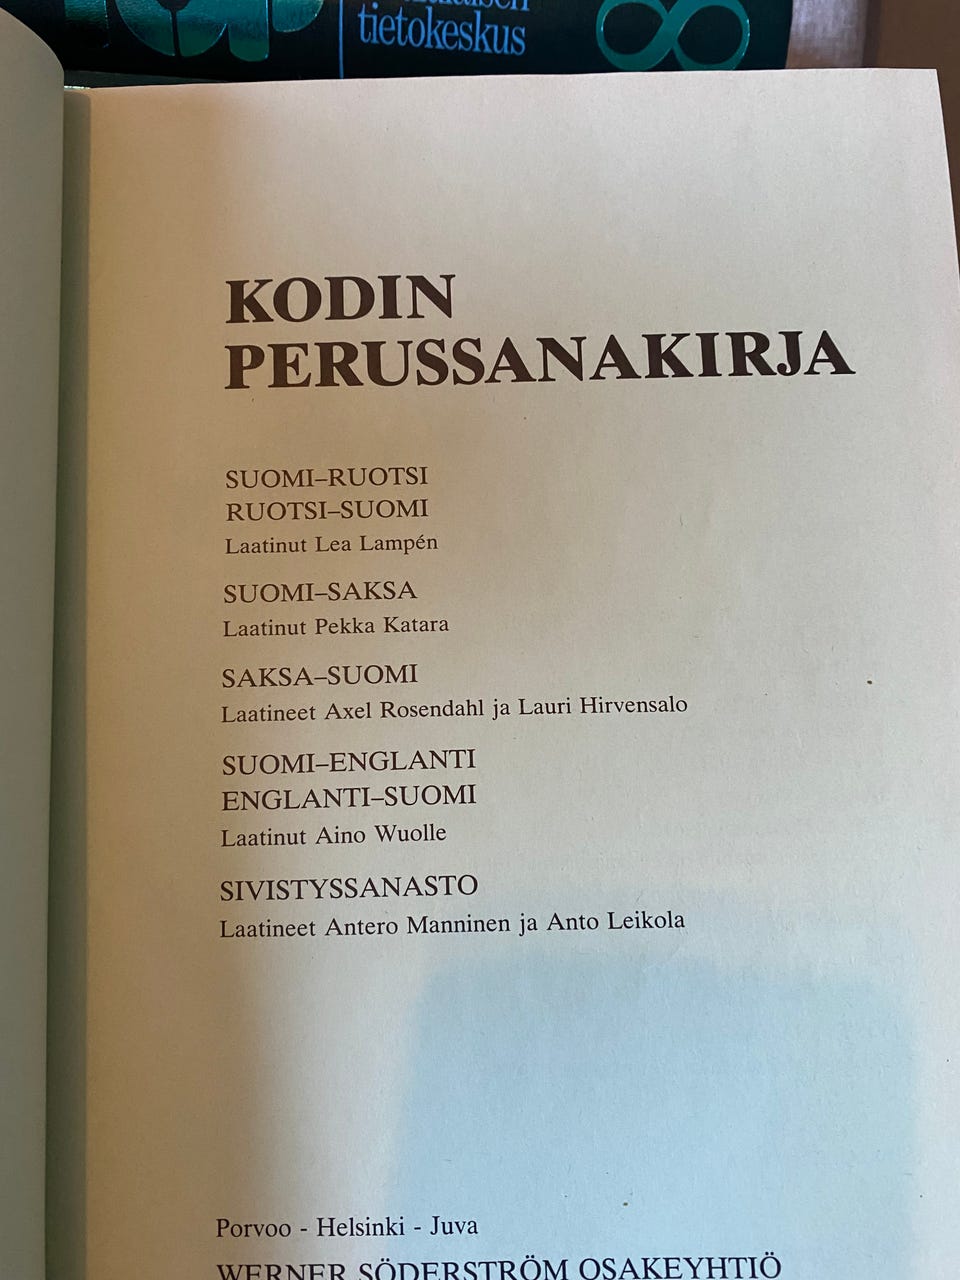 tietokeskus
8
KODIN
PERUSSANAKIRJA
SUOMI–RUOTSI
RUOTSI–SUOMI
Laatinut Lea Lampén
SUOMI–SAKSA
Laatinut Pekka Katara
SAKSA–SUOMI
Laatineet Axel Rosendahl ja Lauri Hirvensalo
SUOMI–ENGLANTI
ENGLANTI–SUOMI
Laatinut Aino Wuolle
SIVISTYSSANASTO
Laatineet Antero Manninen ja Anto Leikola
Porvoo - Helsinki - Juva
WERNER SÖDERSTRÖM OSAKEYHTIÖ